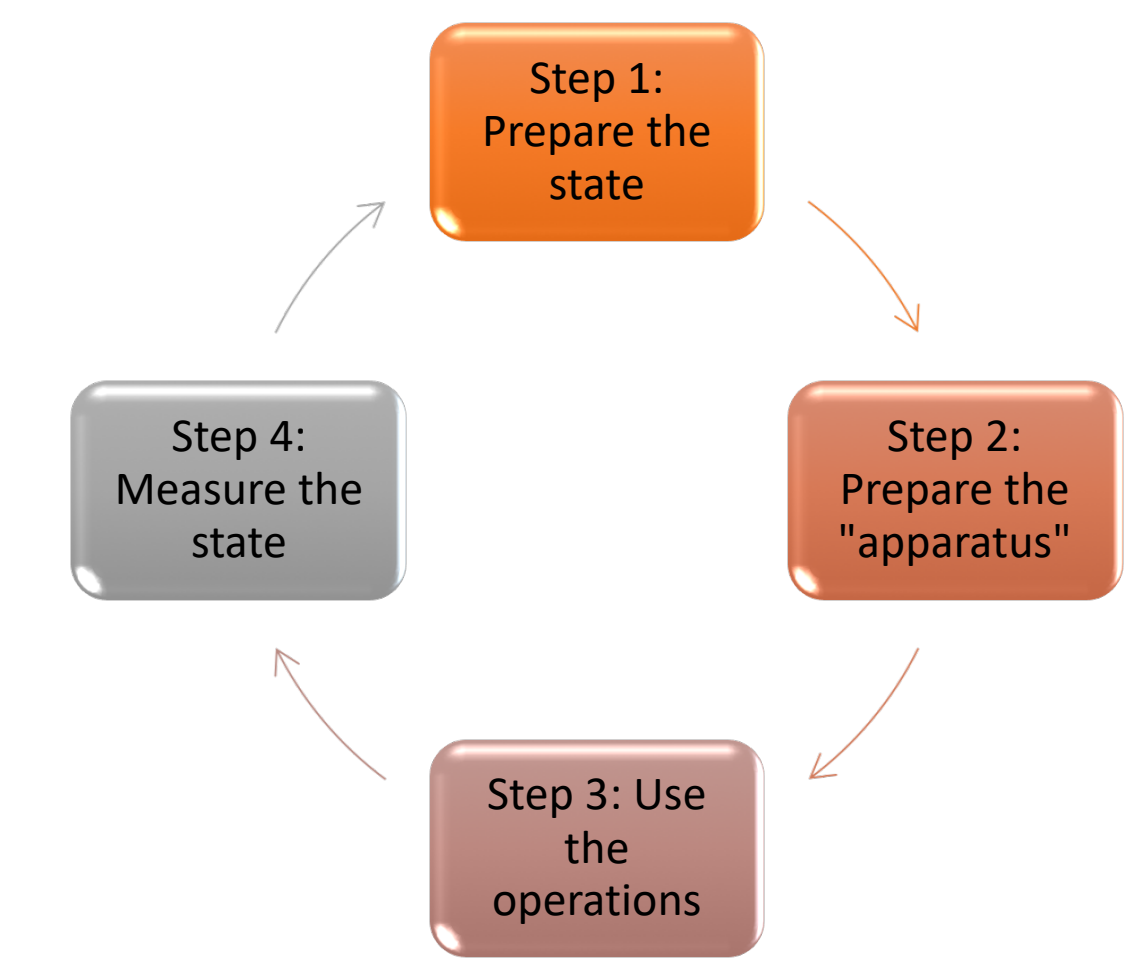 Step 1:
Prepare the
state
Step 2:
Prepare the
"apparatus"
Step 3: Use
the
operations
Step 4:
Measure the
state